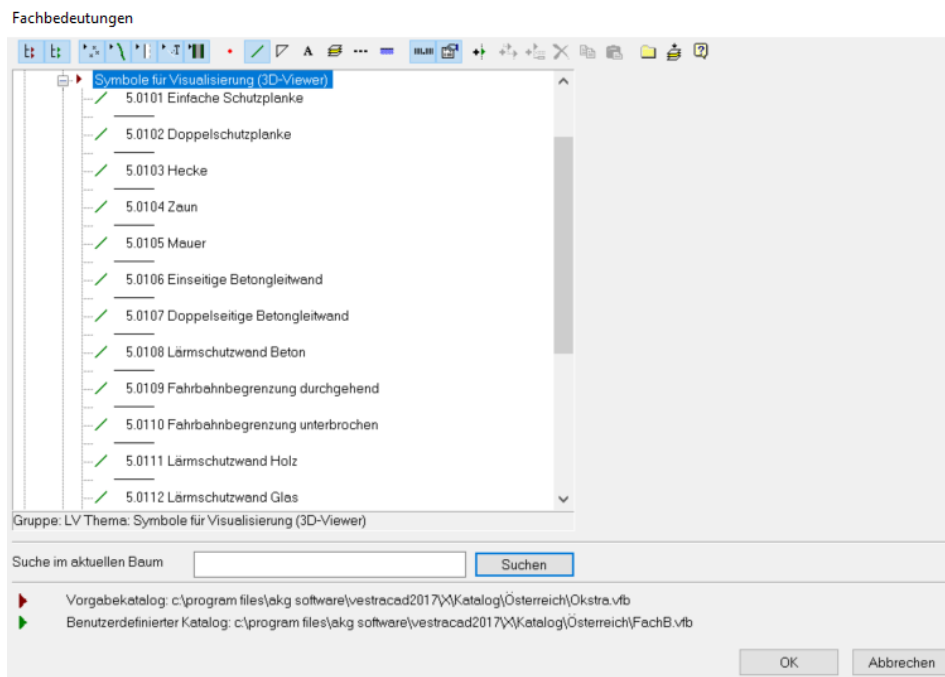 Fachbedeutungen
Symbole für Visualisierung (3D-Viewer)
5.0101 Einfache Schutzplanke
5.0102 Doppelschutzplanke
5.0103 Hecke
5.0104 Zaun
5.0105 Mauer
5.0106 Einseitige Betongleitwand
5.0107 Doppelseitige Betongleitwand
5.0108 Lärmschutzwand Beton
5.0109 Fahrbahnbegrenzung durchgehend
5.0110 Fahrbahnbegrenzung unterbrochen
5.0111 Lärmschutzwand Holz
5.0112 Lärmschutzwand Glas
Gruppe: LV Thema: Symbole für Visualisierung (3D-Viewer)
Suche im aktuellen Baum
Suchen
Vorgabekatalog: c:\program files\akg software\vestracad2017\X\Katalog\Österreich\Okstra.vfb
Benutzerdefinierter Katalog: c:\program files\akg software\vestracad2017\X\Katalog\Österreich\FachB.vfb
OK
Abbrechen